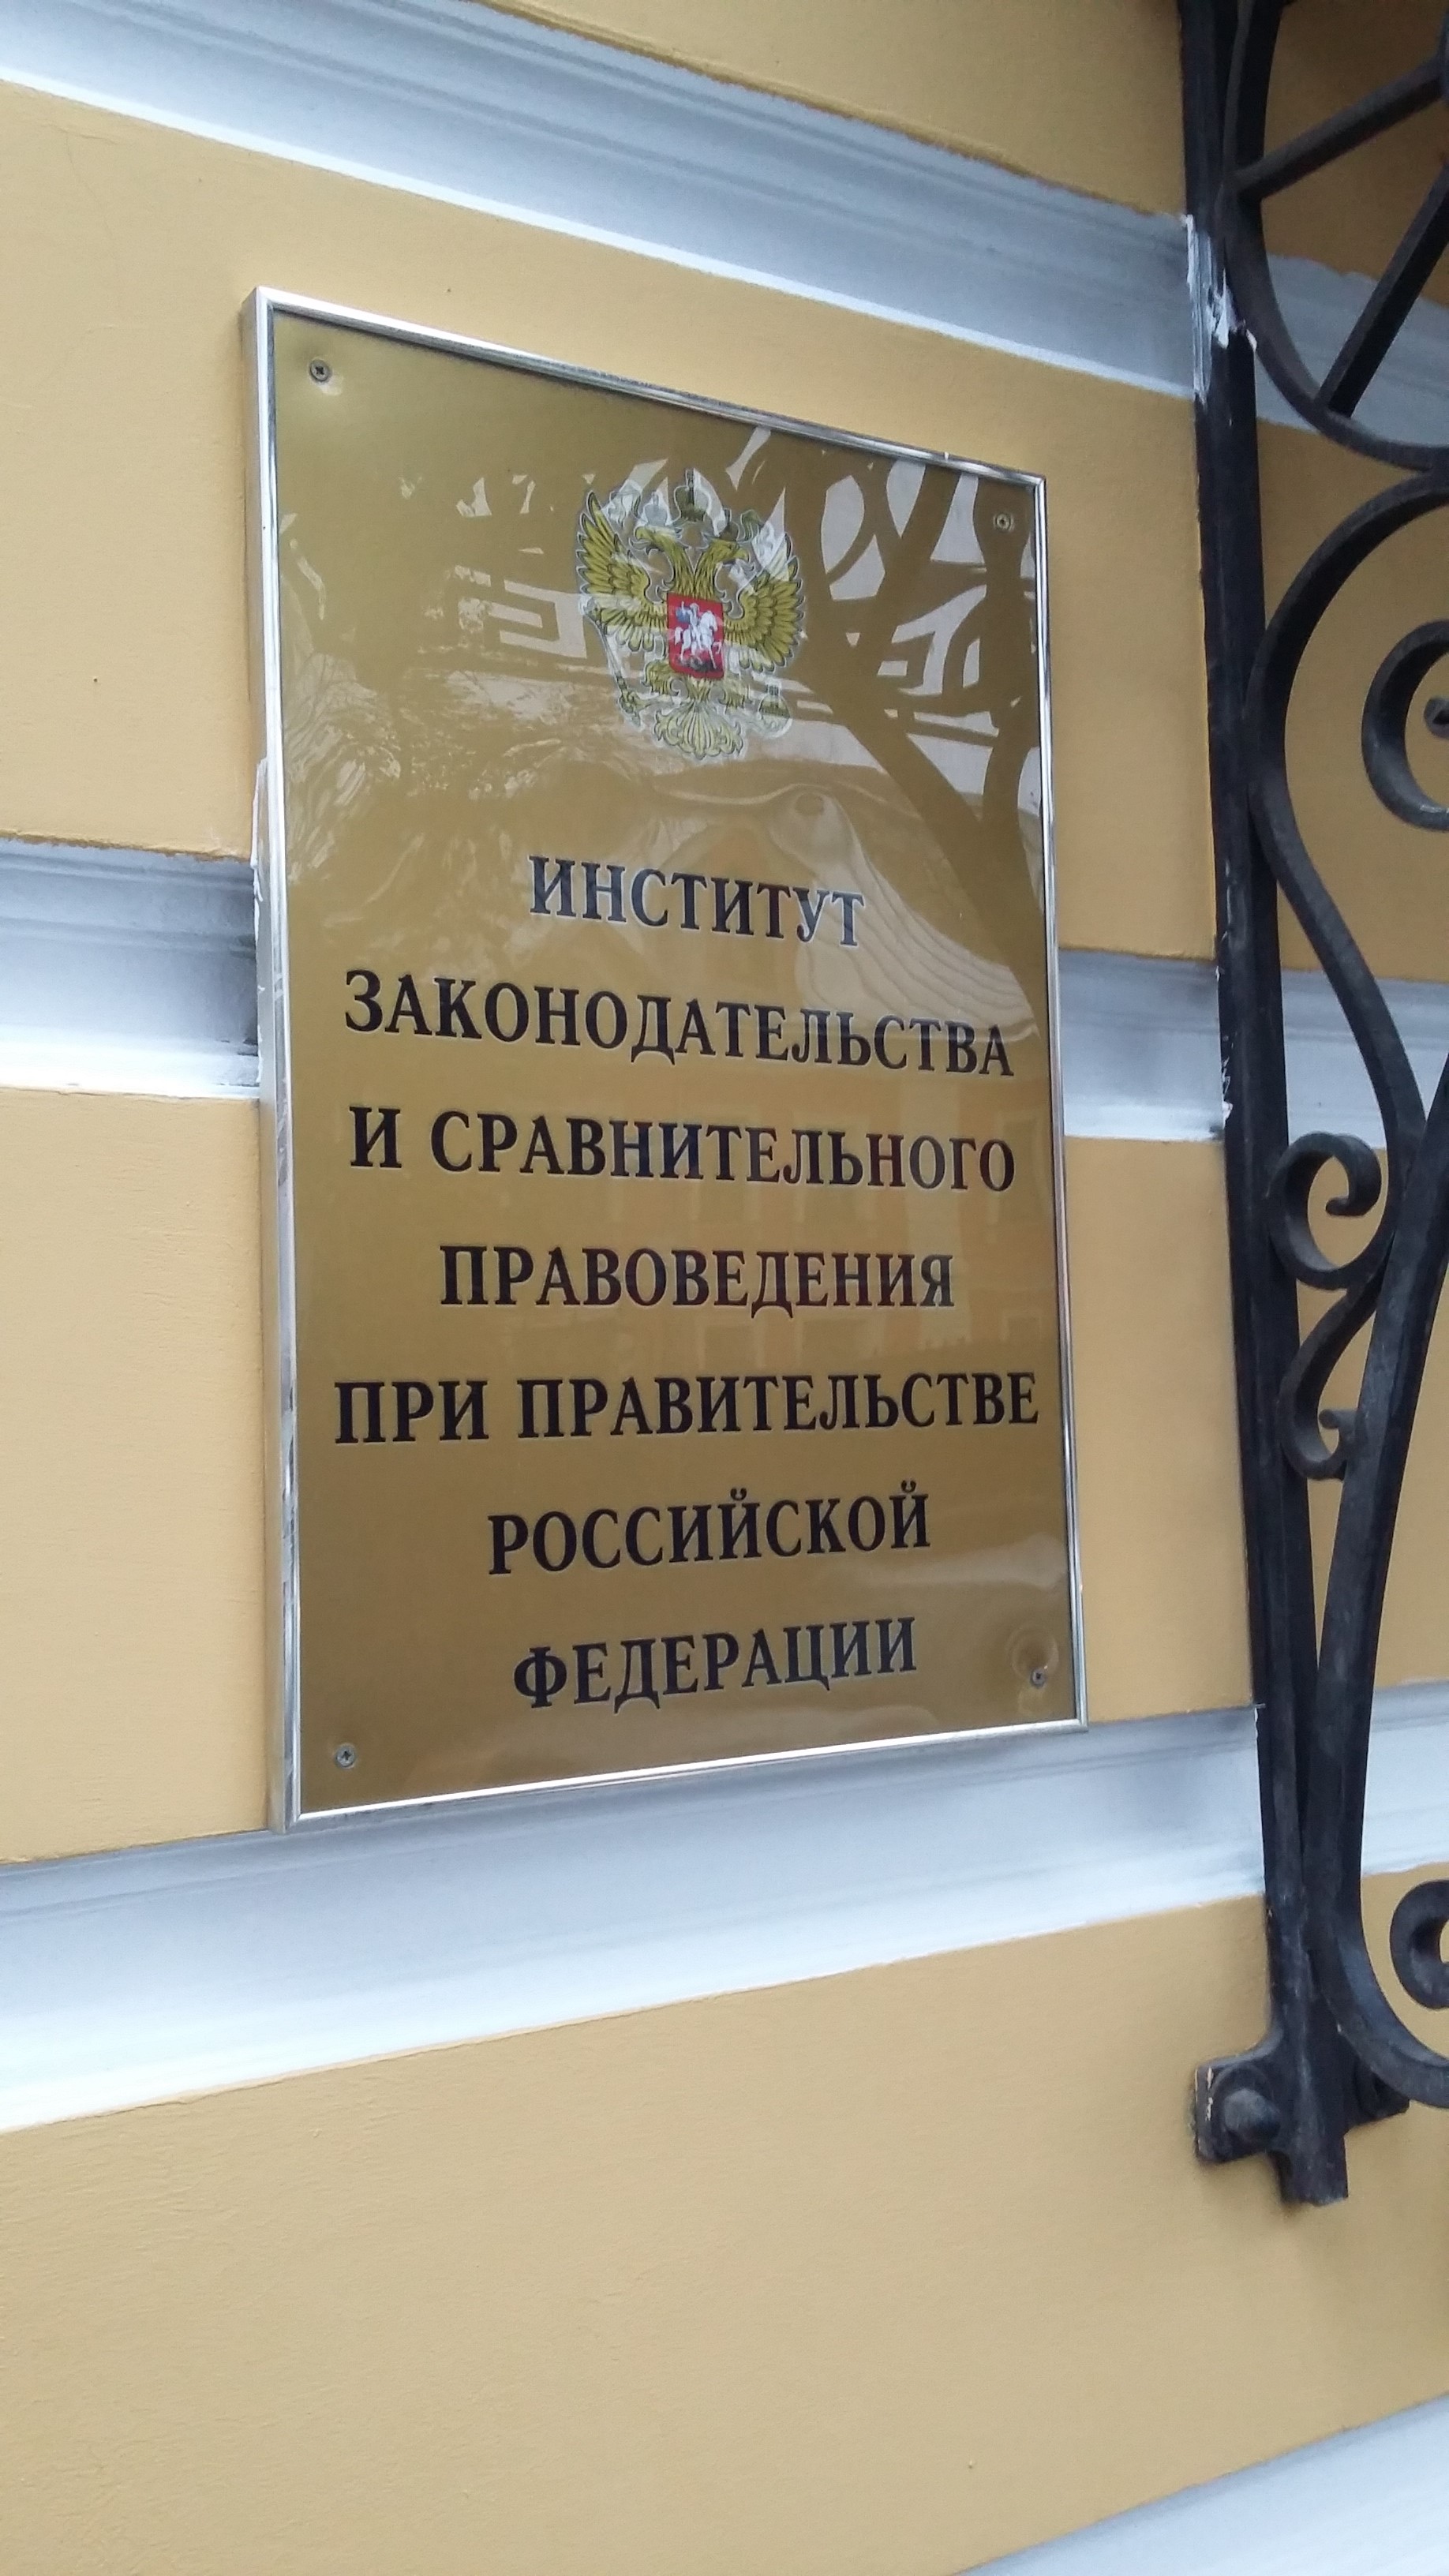 ИНСТИТУТ
ЗАКОНОДАТЕЛЬСТВА
И СРАВНИТЕЛЬНОГО
ПРАВОВЕДЕНИЯ
ПРИ ПРАВИТЕЛЬСТВЕ
РОССИЙСКОЙ
ФЕДЕРАЦИИ